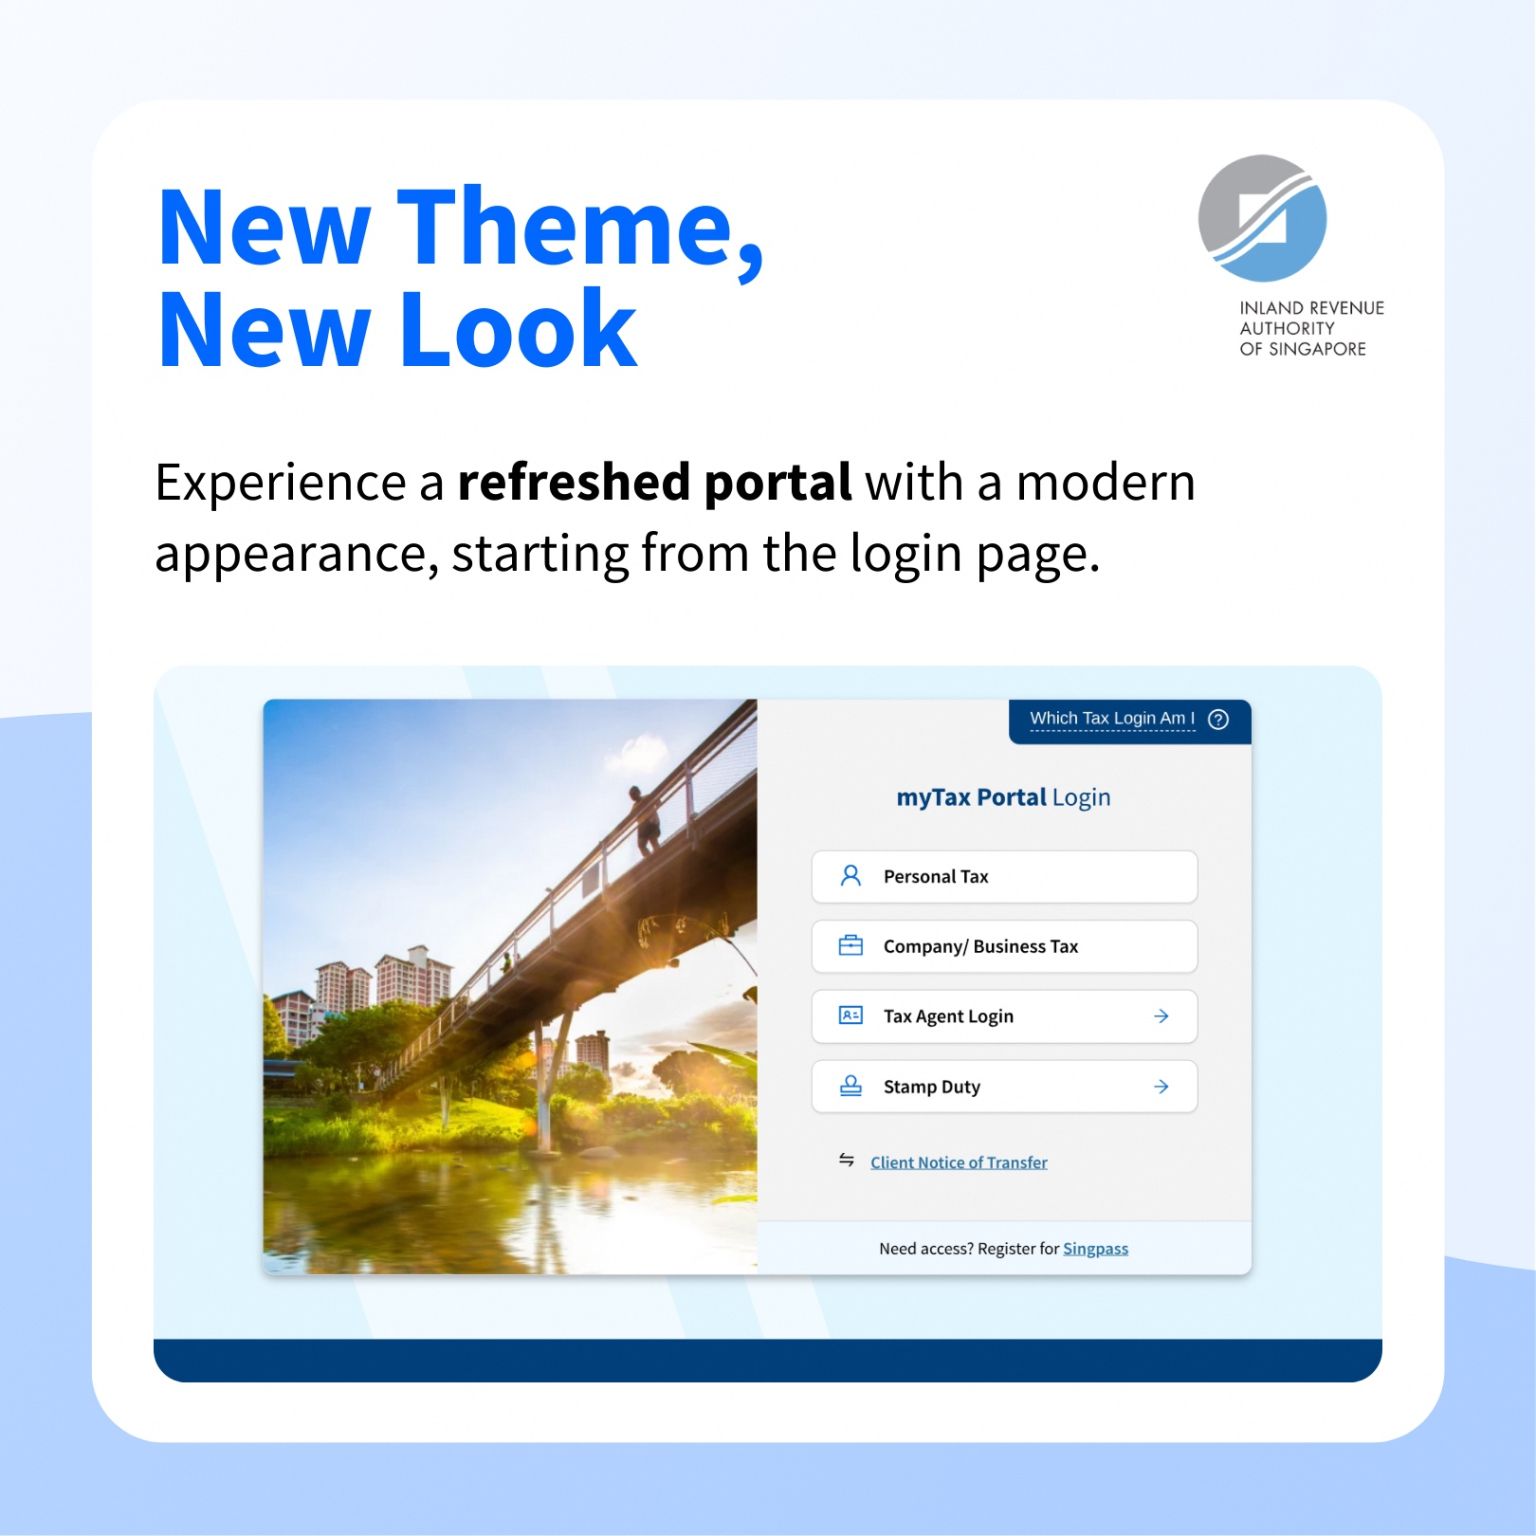 New Theme,
New Look
INLAND REVENUE
AUTHORITY
OF SINGAPORE
Experience a refreshed portal with a modern
appearance, starting from the login page.
Which Tax Login Am I ?
myTax Portal Login
Personal Tax
Company/ Business Tax
Tax Agent Login
Stamp Duty
Client Notice of Transfer
Need access? Register for Singpass